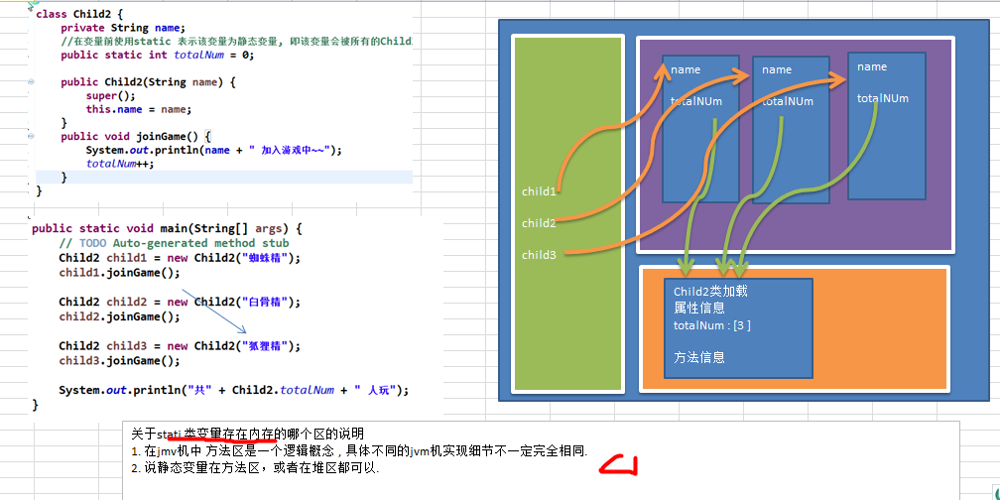 class Child2 {
private String name;
//在变量前使用static 表示该变量为静态变量, 即该变量会被所有的Child
public static int totalNum = 0;
public Child2(String name) {
super();
this.name = name;
}
public void joinGame() {
System.out.println(name + " 加入游戏中~~");
totalNum++;
}
}
public static void main(String[] args) {
// TODO Auto-generated method stub
Child2 child1 = new Child2("蜘蛛精");
child1.joinGame();
Child2 child2 = new Child2("白骨精");
child2.joinGame();
Child2 child3 = new Child2("狐狸精");
child3.joinGame();
System.out.println("共" + Child2.totalNum + " 人玩");
}
child1
child2
child3
name
totalNUm
name
totalNUm
name
totalNUm
Child2类加载
属性信息
totalNum : [3 ]
方法信息
关于stati 类变量存在内存的哪个区的说明
1. 在jmv机中 方法区是一个逻辑概念 , 具体不同的jvm机实现细节不一定完全相同.
2. 说静态变量在方法区，或者在堆区都可以.